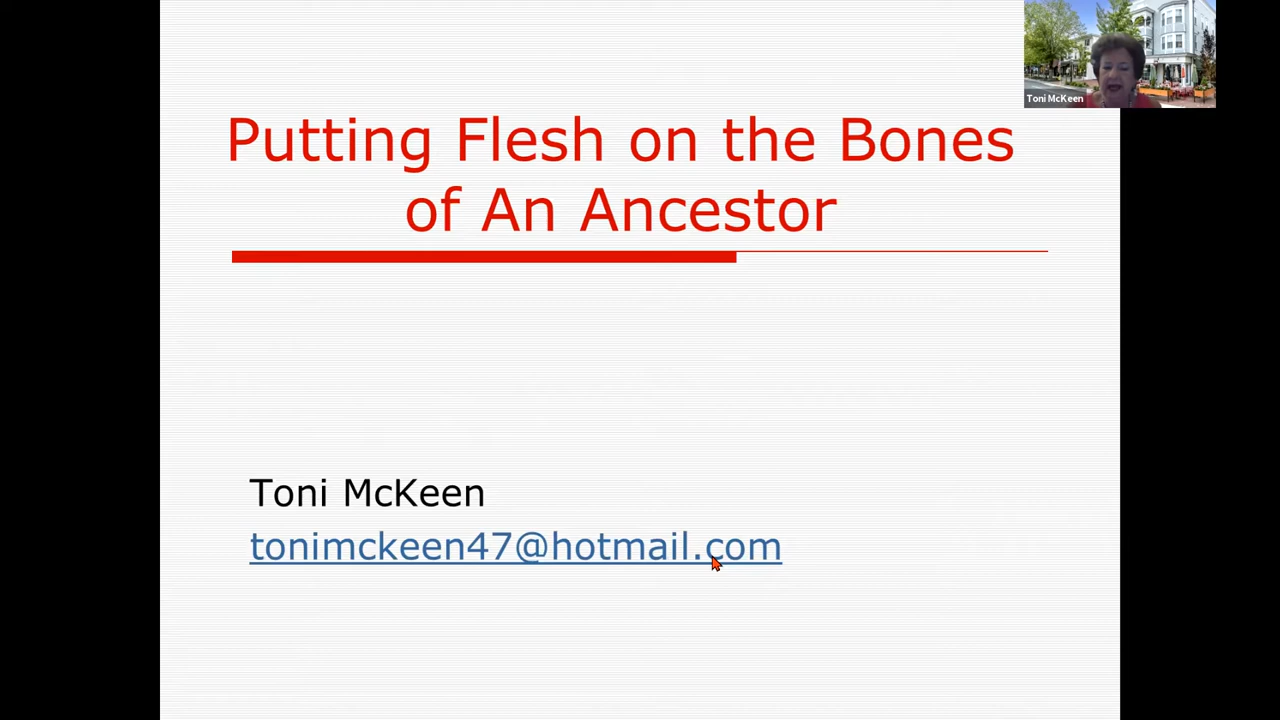 Putting Flesh on the Bones
of An Ancestor
Toni McKeen
tonimckeen47@hotmail.com
Toni McKeen